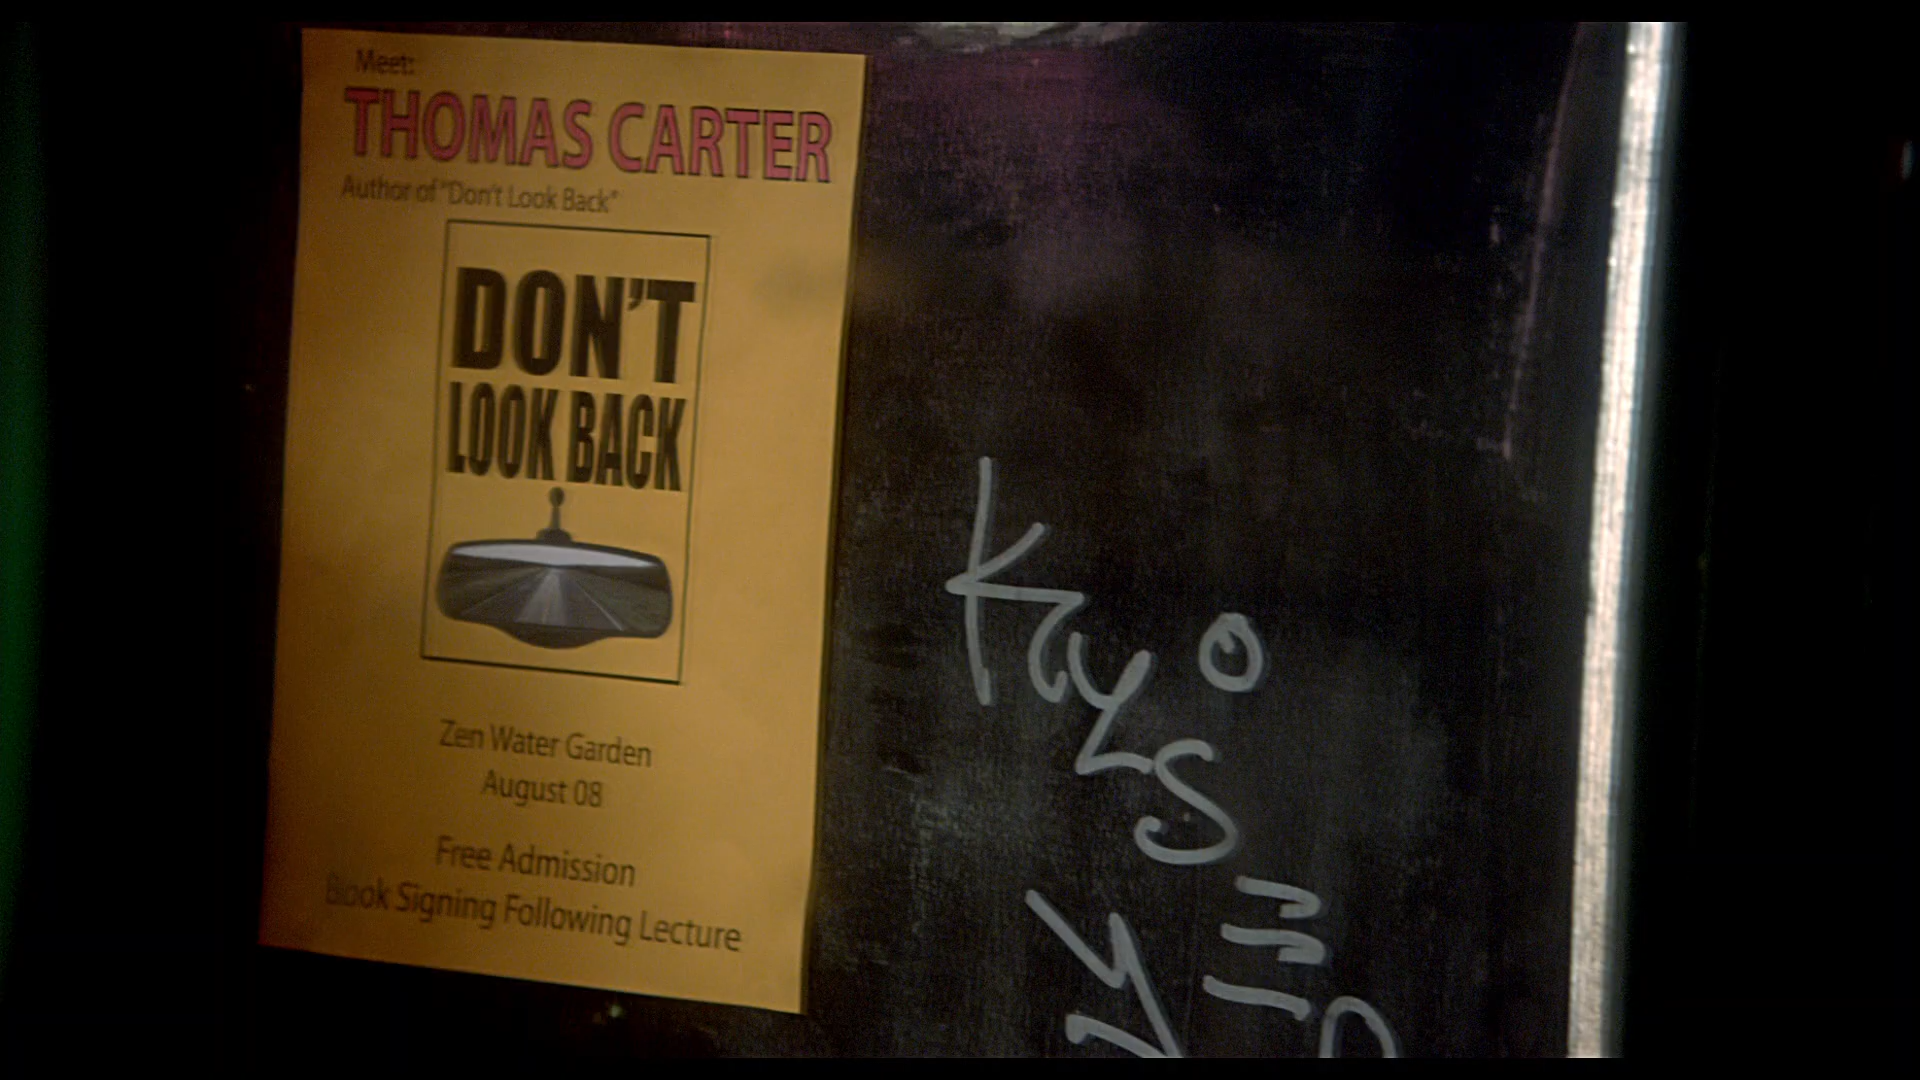 Meet:
THOMAS CARTER
Author of "Don't Look Back"
DON'T
LOOK BACK
Zen Water Garden
August 08
Free Admission
Book Signing Following Lecture